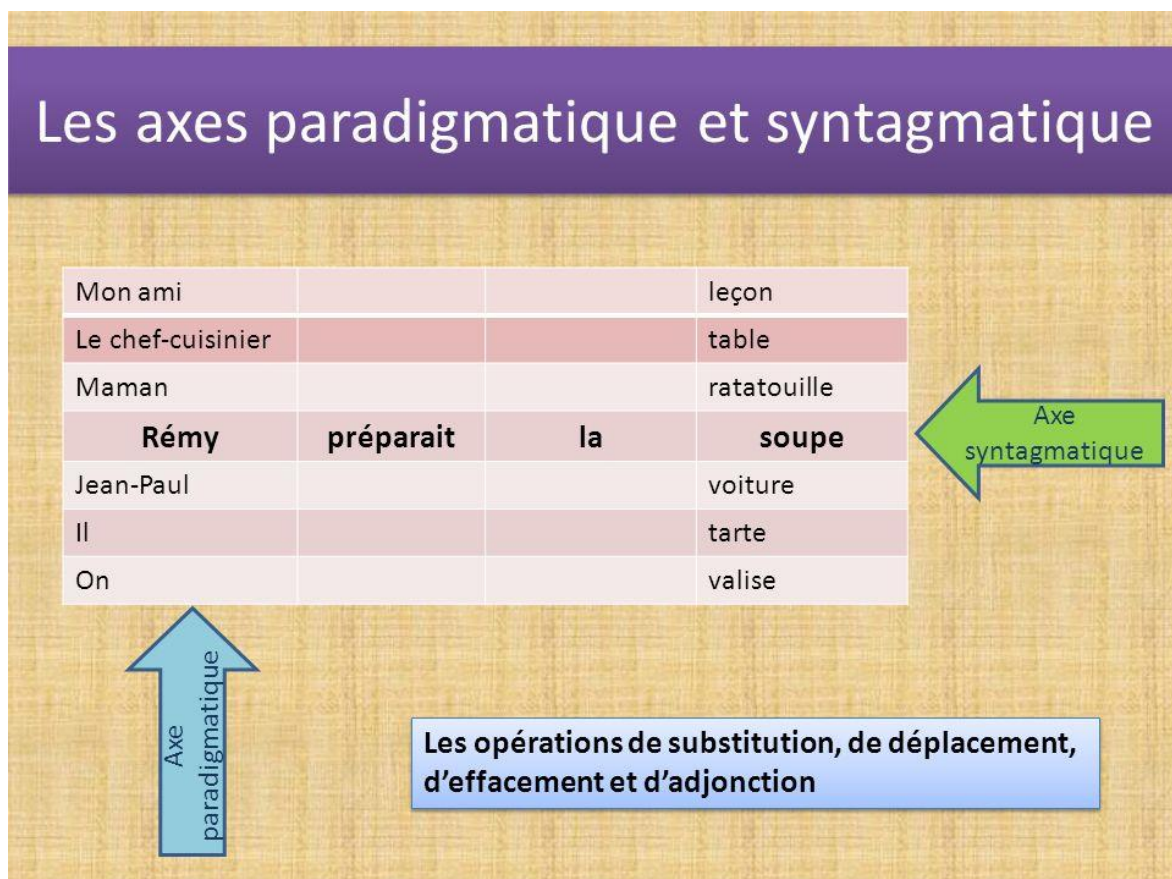 Les axes paradigmatique et syntagmatique
Mon ami leçon
Le chef-cuisinier table
Maman ratatouille
Rémy préparait la soupe
Jean-Paul voiture
Il tarte
On valise
Axe
syntagmatique
Axe
paradigmatique
Les opérations de substitution, de déplacement,
d’effacement et d’adjonction